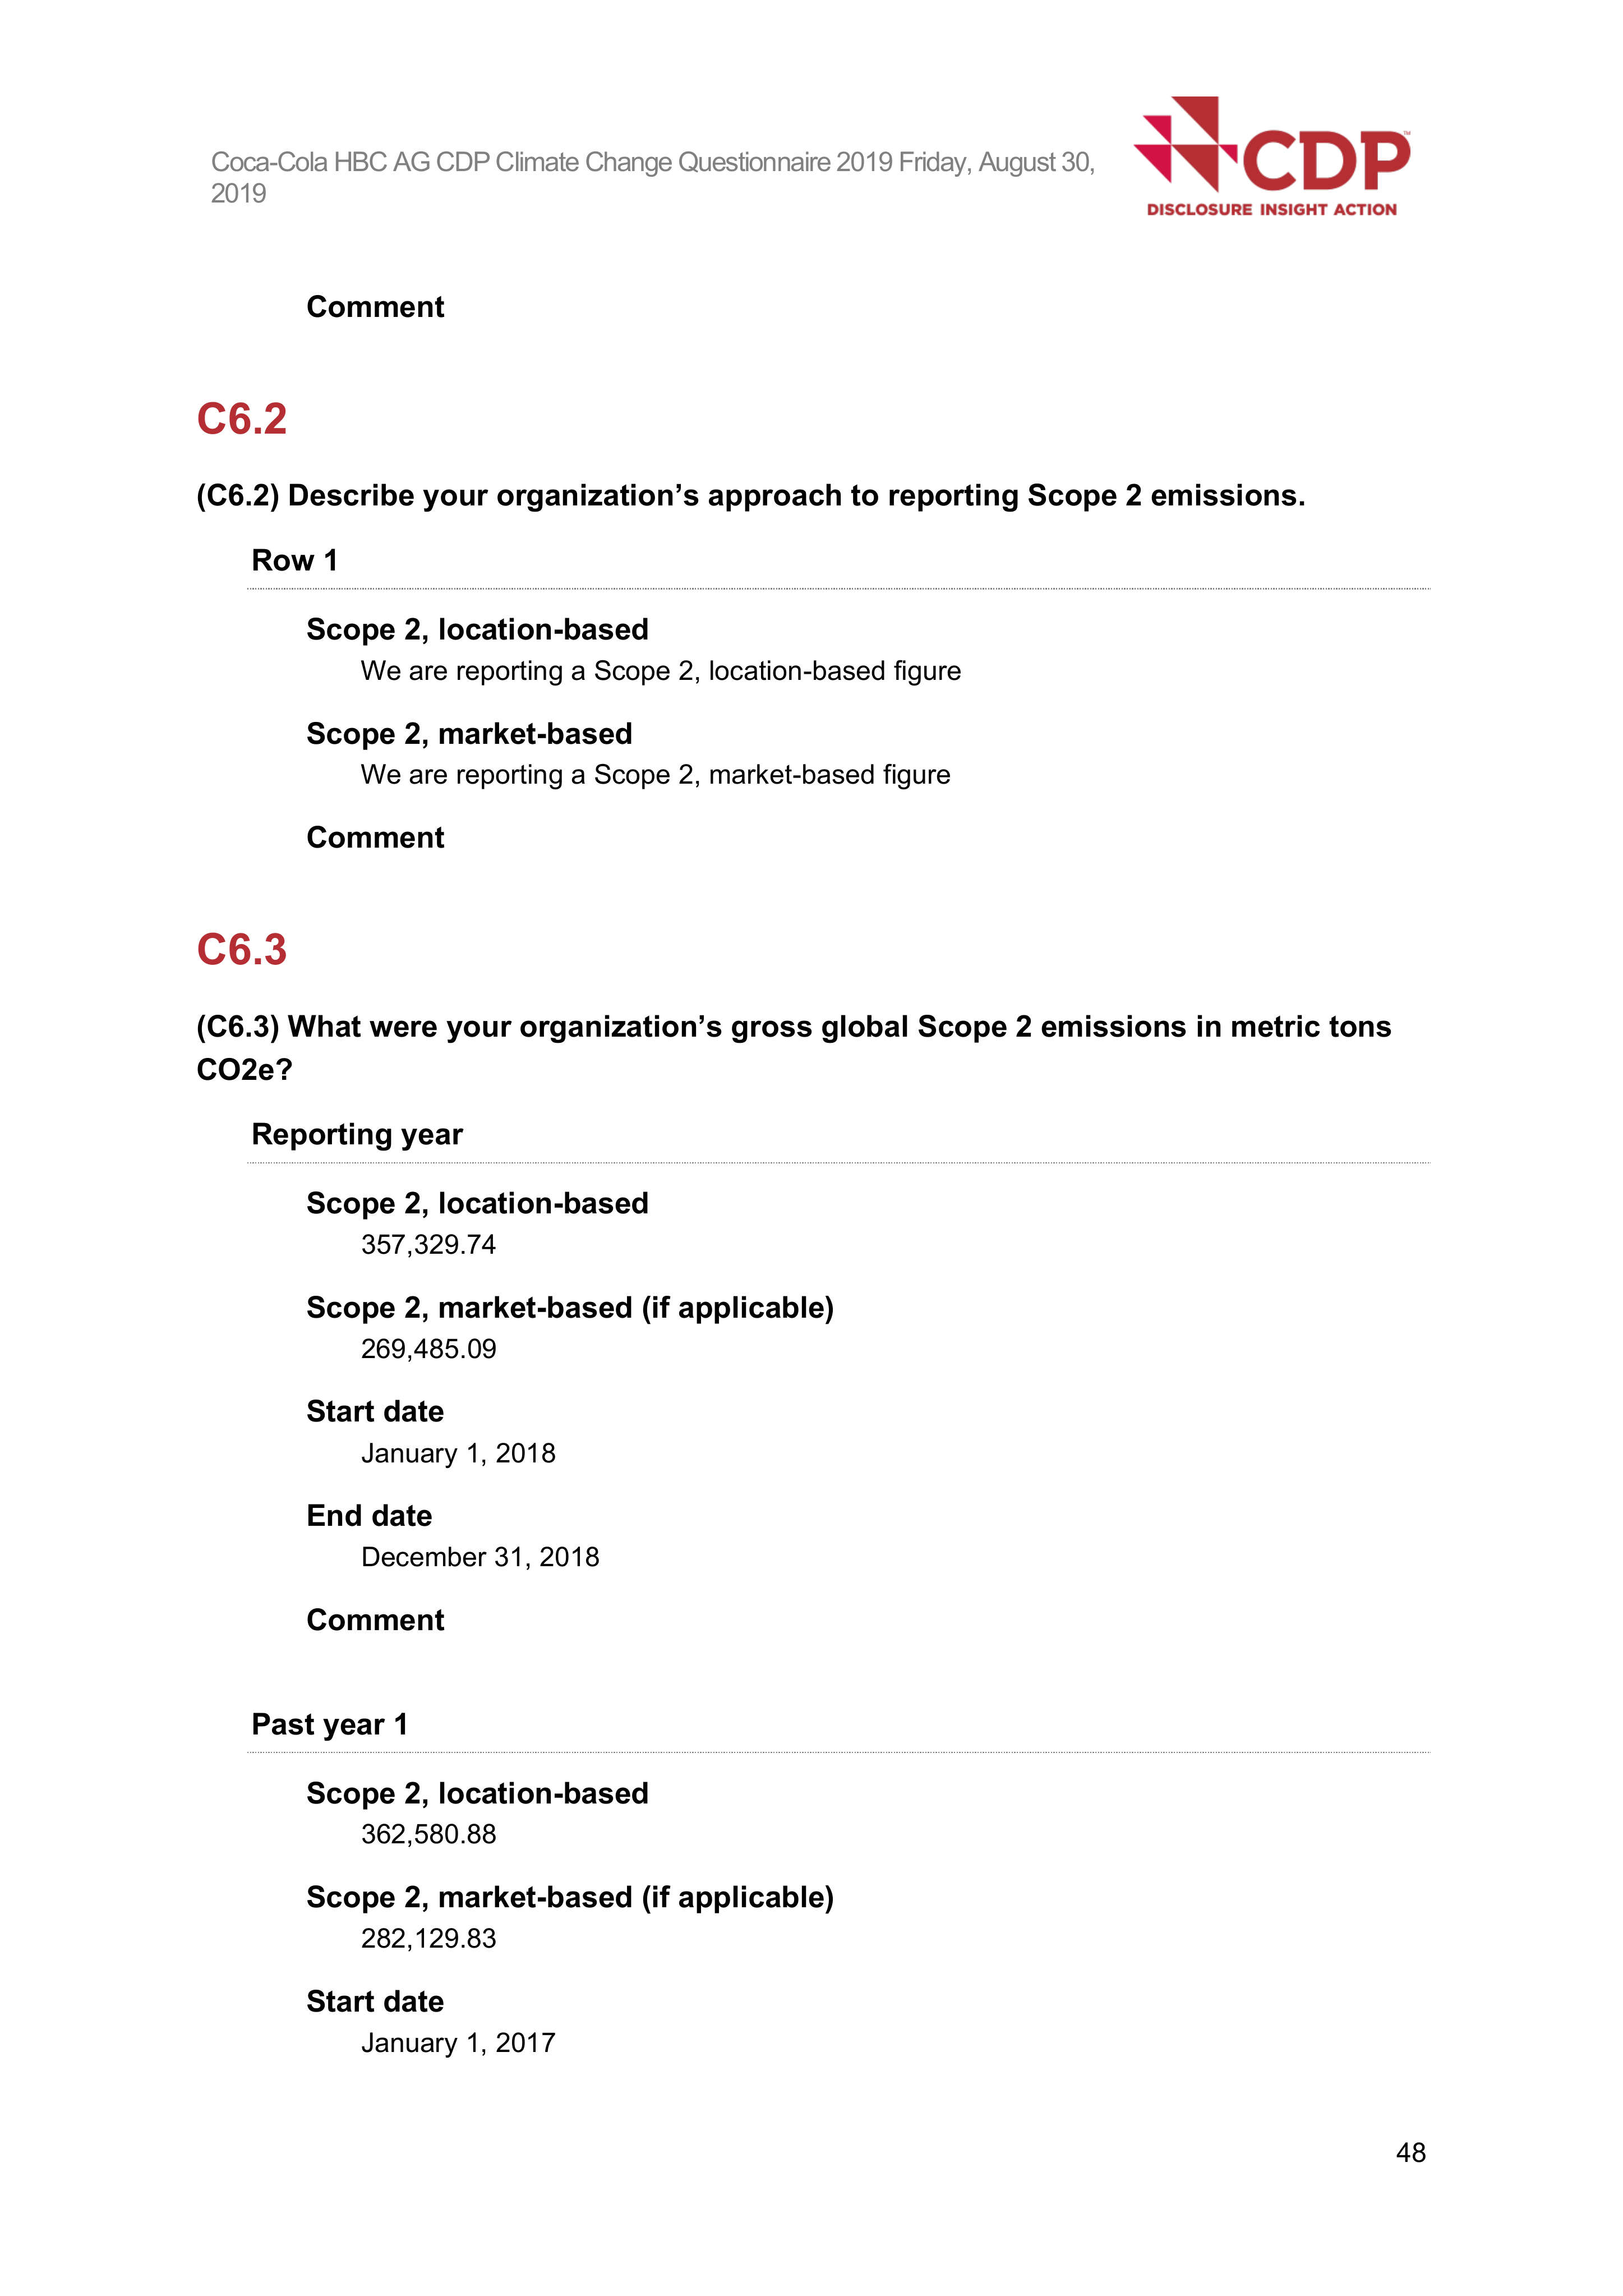 Coca-Cola HBC AG CDP Climate Change Questionnaire 2019 Friday, August 30,
2019
CDP™
DISCLOSURE INSIGHT ACTION
Comment
C6.2
(C6.2) Describe your organization’s approach to reporting Scope 2 emissions.
Row 1
Scope 2, location-based
We are reporting a Scope 2, location-based figure
Scope 2, market-based
We are reporting a Scope 2, market-based figure
Comment
C6.3
(C6.3) What were your organization’s gross global Scope 2 emissions in metric tons
CO2e?
Reporting year
Scope 2, location-based
357,329.74
Scope 2, market-based (if applicable)
269,485.09
Start date
January 1, 2018
End date
December 31, 2018
Comment
Past year 1
Scope 2, location-based
362,580.88
Scope 2, market-based (if applicable)
282,129.83
Start date
January 1, 2017
48